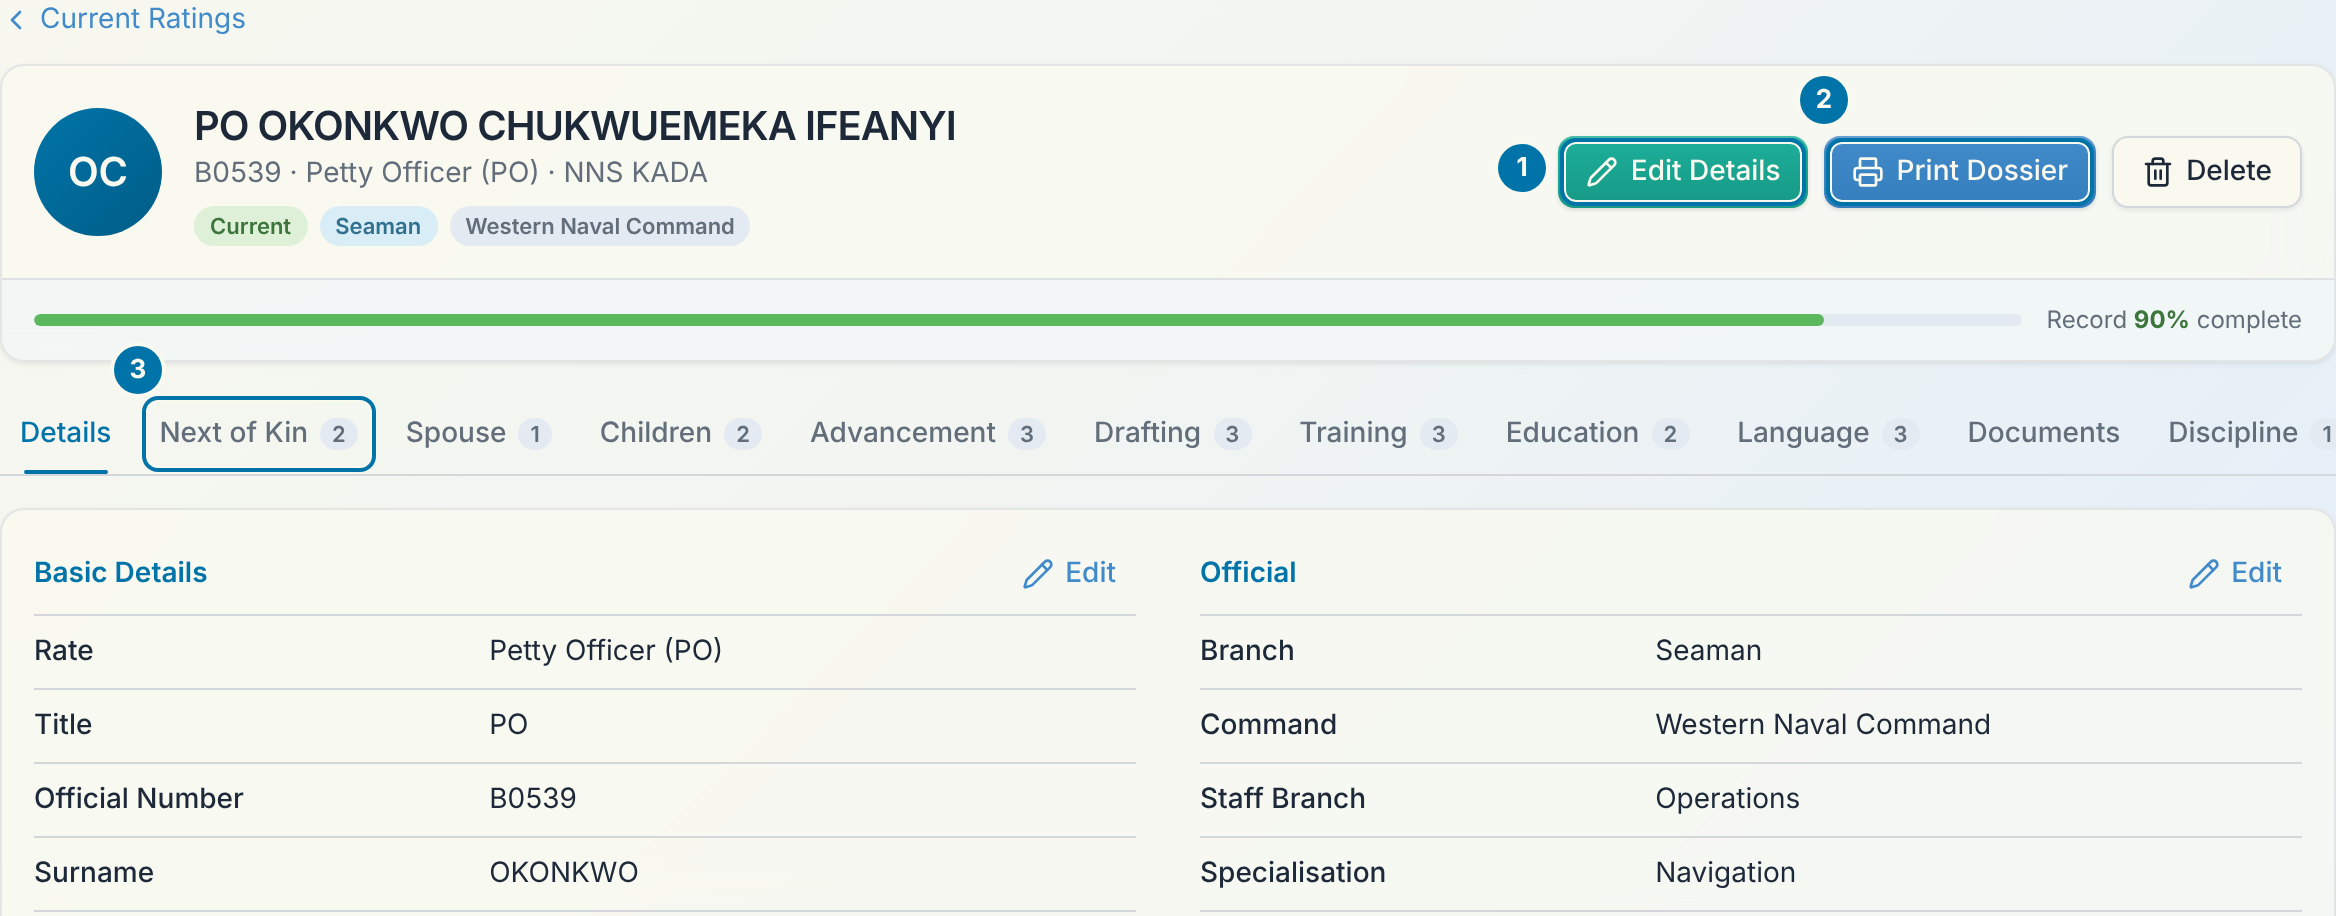 Current Ratings
OC
PO OKONKWO CHUKWUEMEKA IFEANYI
B0539 · Petty Officer (PO) · NNS KADA
Current Seaman Western Naval Command
1 Edit Details
2
Print Dossier
Delete
Record 90% complete
3
Details Next of Kin 2 Spouse 1 Children 2 Advancement 3 Drafting 3 Training 3 Education 2 Language 3 Documents Discipline 1
Basic Details Edit
Rate Petty Officer (PO)
Title PO
Official Number B0539
Surname OKONKWO
Official Edit
Branch Seaman
Command Western Naval Command
Staff Branch Operations
Specialisation Navigation